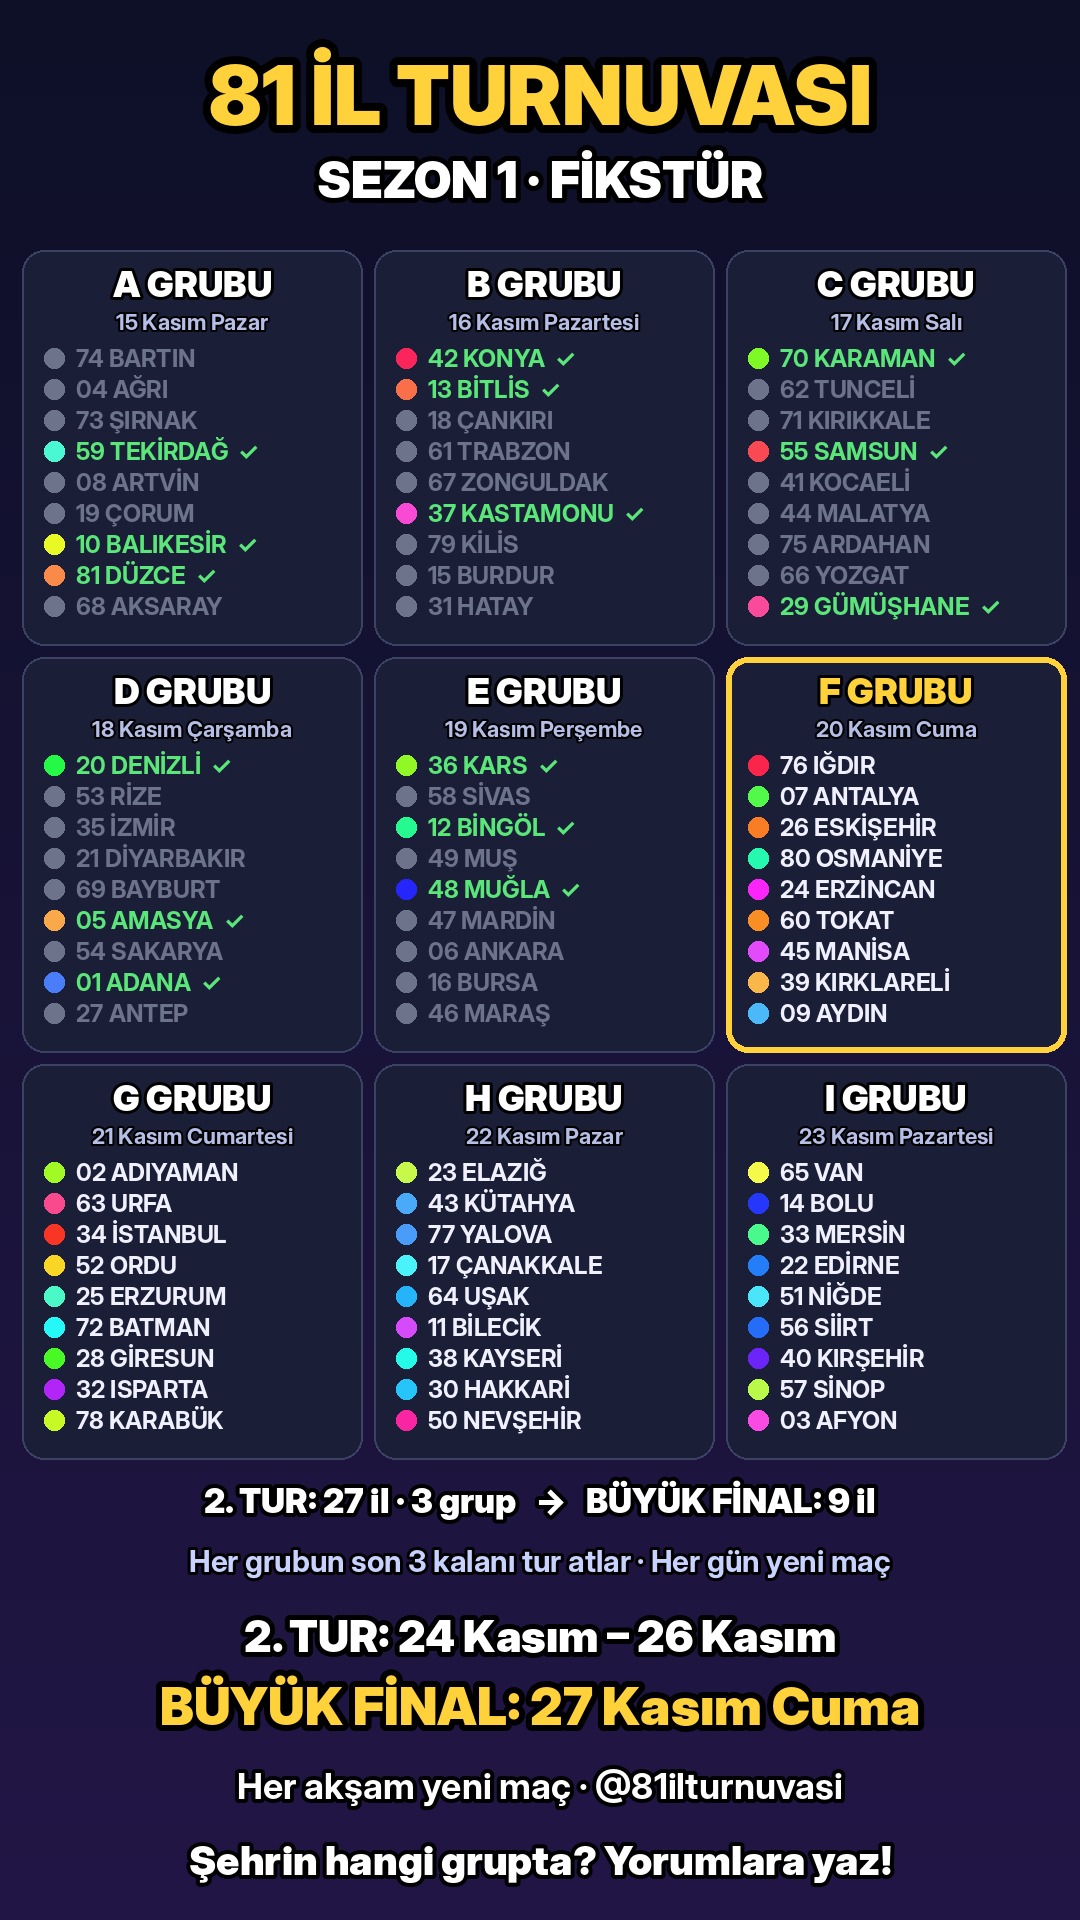 81 İL TURNUVASI
SEZON 1 · FİKSTÜR
A GRUBU
15 Kasım Pazar
74 BARTIN
04 AĞRI
73 ŞIRNAK
59 TEKİRDAĞ ✓
08 ARTVİN
19 ÇORUM
10 BALIKESİR ✓
81 DÜZCE ✓
68 AKSARAY
B GRUBU
16 Kasım Pazartesi
42 KONYA ✓
13 BİTLİS ✓
18 ÇANKIRI
61 TRABZON
67 ZONGULDAK
37 KASTAMONU ✓
79 KİLİS
15 BURDUR
31 HATAY
C GRUBU
17 Kasım Salı
70 KARAMAN ✓
62 TUNCELİ
71 KIRIKKALE
55 SAMSUN ✓
41 KOCAELİ
44 MALATYA
75 ARDAHAN
66 YOZGAT
29 GÜMÜŞHANE ✓
D GRUBU
18 Kasım Çarşamba
20 DENİZLİ ✓
53 RİZE
35 İZMİR
21 DİYARBAKIR
69 BAYBURT
05 AMASYA ✓
54 SAKARYA
01 ADANA ✓
27 ANTEP
E GRUBU
19 Kasım Perşembe
36 KARS ✓
58 SİVAS
12 BİNGÖL ✓
49 MUŞ
48 MUĞLA ✓
47 MARDİN
06 ANKARA
16 BURSA
46 MARAŞ
F GRUBU
20 Kasım Cuma
76 IĞDIR
07 ANTALYA
26 ESKİŞEHİR
80 OSMANİYE
24 ERZİNCAN
60 TOKAT
45 MANİSA
39 KIRKLARELİ
09 AYDIN
G GRUBU
21 Kasım Cumartesi
02 ADIYAMAN
63 URFA
34 İSTANBUL
52 ORDU
25 ERZURUM
72 BATMAN
28 GİRESUN
32 ISPARTA
78 KARABÜK
H GRUBU
22 Kasım Pazar
23 ELAZIĞ
43 KÜTAHYA
77 YALOVA
17 ÇANAKKALE
64 UŞAK
11 BİLECİK
38 KAYSERİ
30 HAKKARİ
50 NEVŞEHİR
I GRUBU
23 Kasım Pazartesi
65 VAN
14 BOLU
33 MERSİN
22 EDİRNE
51 NİĞDE
56 SİİRT
40 KIRŞEHİR
57 SİNOP
03 AFYON
2. TUR: 27 il · 3 grup → BÜYÜK FİNAL: 9 il
Her grubun son 3 kalanı tur atlar · Her gün yeni maç
2. TUR: 24 Kasım – 26 Kasım
BÜYÜK FİNAL: 27 Kasım Cuma
Her akşam yeni maç · @81ilturnuvasi
Şehrin hangi grupta? Yorumlara yaz!